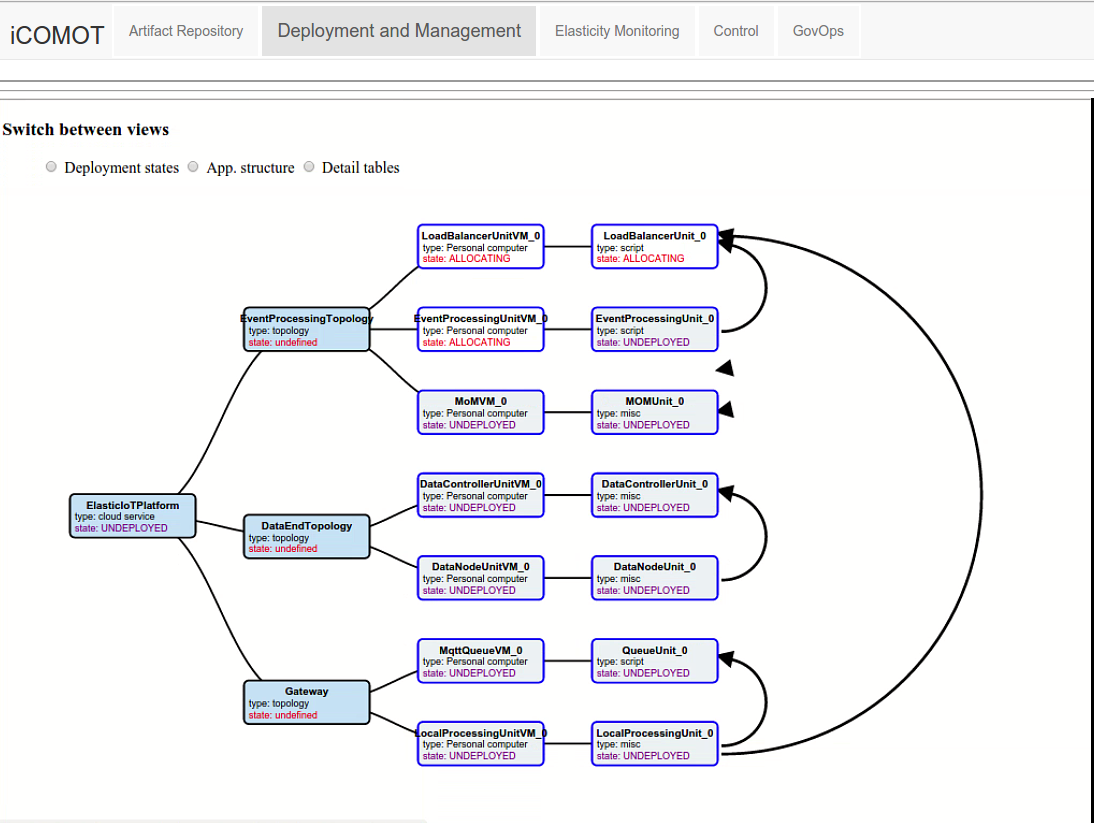 iCOMOT
Artifact Repository
Deployment and Management
Elasticity Monitoring
Control
GovOps
Switch between views
Deployment states
App. structure
Detail tables
LoadBalancerUnitVM_0
type: Personal computer
state: ALLOCATING
LoadBalancerUnit_0
type: script
state: ALLOCATING
EventProcessingTopology
type: topology
state: undefined
EventProcessingUnitVM_0
type: Personal computer
state: ALLOCATING
EventProcessingUnit_0
type: script
state: UNDEPLOYED
MoMVM_0
type: Personal computer
state: UNDEPLOYED
MOMUnit_0
type: misc
state: UNDEPLOYED
ElasticIoTPlatform
type: cloud service
state: UNDEPLOYED
DataControllerUnitVM_0
type: Personal computer
state: UNDEPLOYED
DataControllerUnit_0
type: misc
state: UNDEPLOYED
DataEndTopology
type: topology
state: undefined
DataNodeUnitVM_0
type: Personal computer
state: UNDEPLOYED
DataNodeUnit_0
type: misc
state: UNDEPLOYED
MqttQueueVM_0
type: Personal computer
state: UNDEPLOYED
QueueUnit_0
type: script
state: UNDEPLOYED
Gateway
type: topology
state: undefined
LocalProcessingUnitVM_0
type: Personal computer
state: UNDEPLOYED
LocalProcessingUnit_0
type: misc
state: UNDEPLOYED